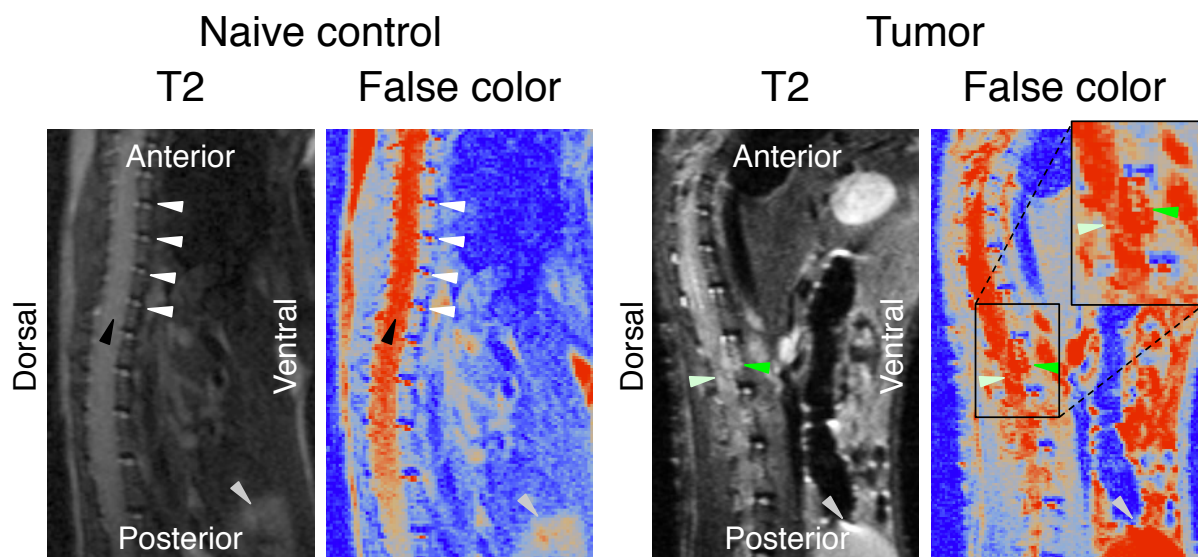 Naive control
Tumor
T2
False color
T2
False color
Anterior
Anterior
Dorsal
Ventral
Dorsal
Ventral
Posterior
Posterior